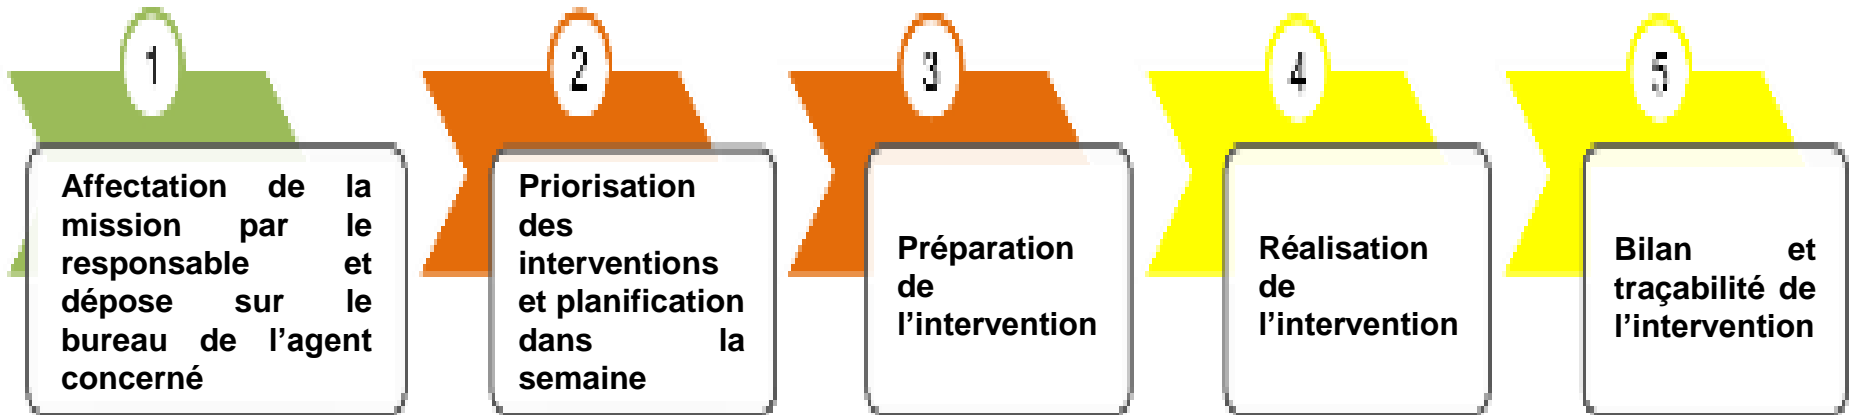 1
Affectation de la
mission par le
responsable et
dépose sur le
bureau de l’agent
concerné
2
Priorisation
des
interventions
et planification
dans la
semaine
3
Préparation
de
l’intervention
4
Réalisation
de
l’intervention
5
Bilan et
traçabilité de
l’intervention